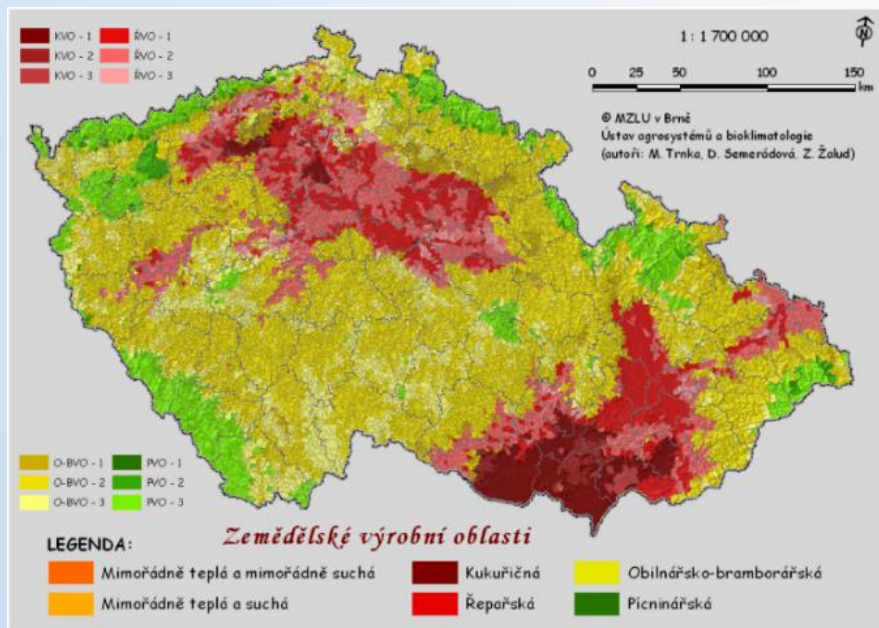 KVO - 1
ŘVO - 1
KVO - 2
ŘVO - 2
KVO - 3
ŘVO - 3
1 : 1 700 000
N
0 25 50 100 150
km
© MZLU v Brně
Ústav agrosystémů a bioklimatologie
(autoři: M. Trnka, D. Semerádová, Z. Žalud)
O-BVO - 1
PVO - 1
O-BVO - 2
PVO - 2
O-BVO - 3
PVO - 3
Zemědělské výrobní oblasti
LEGENDA:
Mimořádně teplá a mimořádně suchá
Kukuřičná
Obilnářsko-bramborářská
Mimořádně teplá a suchá
Řepařská
Pícninářská